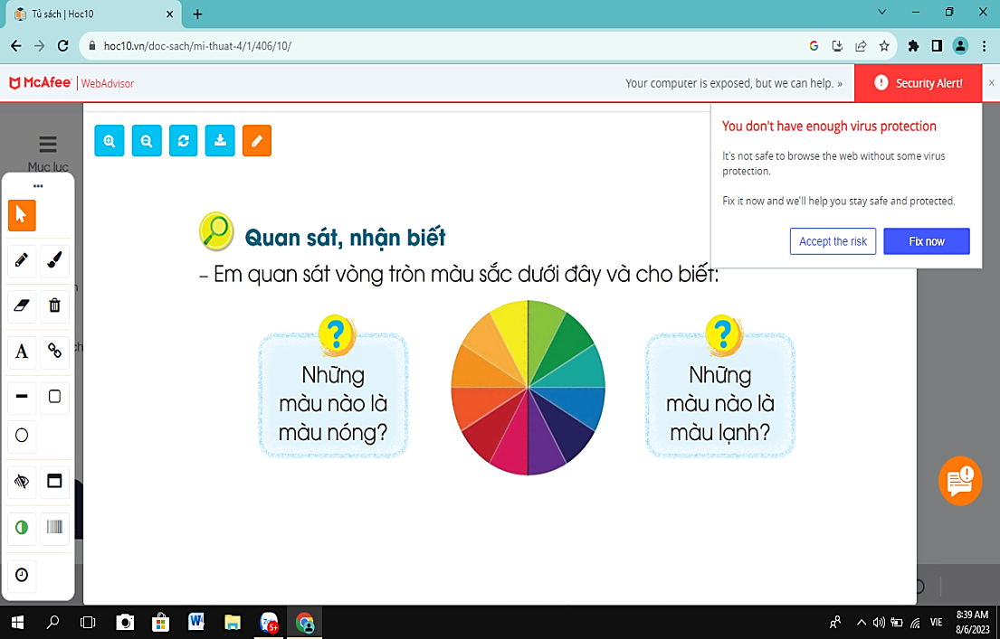 Tủ sách | Hoc10
hoc10.vn/doc-sach/mi-thuat-4/1/406/10/
McAfee | WebAdvisor
Your computer is exposed, but we can help. »
Security Alert!
You don't have enough virus protection
It's not safe to browse the web without some virus
protection.
Fix it now and we'll help you stay safe and protected.
Accept the risk
Fix now
Mục lục
Quan sát, nhận biết
– Em quan sát vòng tròn màu sắc dưới đây và cho biết:
?
Những
màu nào là
màu nóng?
?
Những
màu nào là
màu lạnh?
A
5+
VIE
8:39 AM
8/6/2023